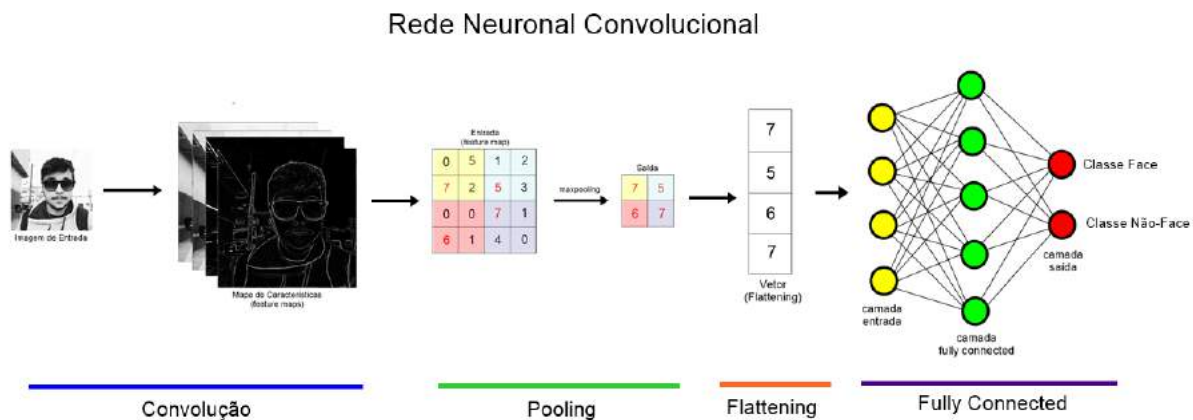 Rede Neuronal Convolucional
Imagem de Entrada
Mapa de Características
(feature maps)
Entrada
(feature map)
0 5 1 2
7 2 5 3
0 0 7 1
6 1 4 0
maxpooling
Saída
7 5
6 7
7
5
6
7
Vetor
(Flattening)
camada
entrada
camada
fully connected
Classe Face
Classe Não-Face
camada
saída
Convolução
Pooling
Flattening
Fully Connected